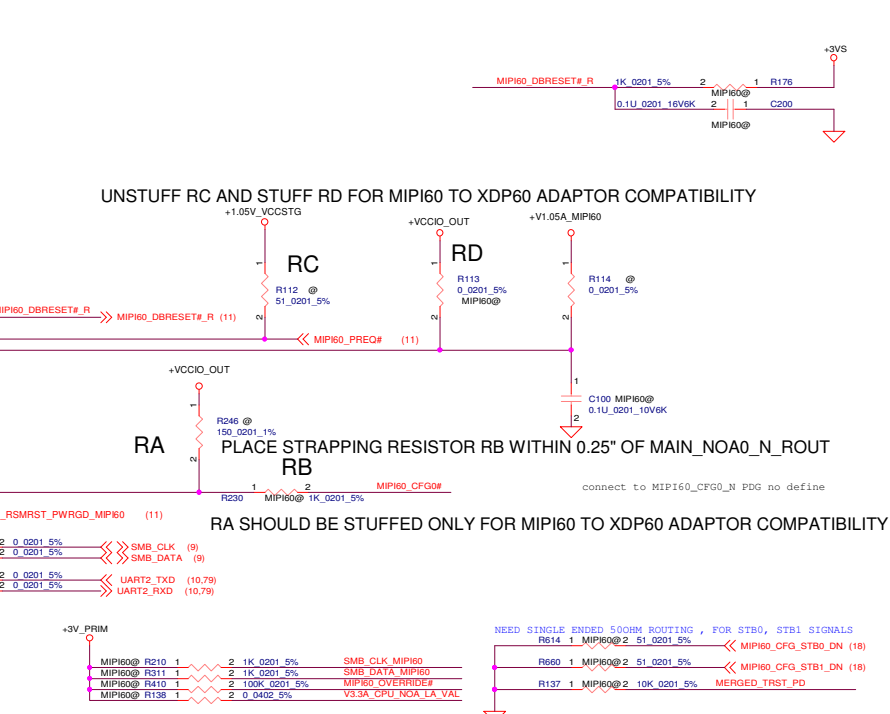 +3VS
MIPI60_DBRESET#_R 1K_0201_5% 2 1 R176
MIPI60@
0.1U_0201_16V6K 2 1 C200
MIPI60@
UNSTUFF RC AND STUFF RD FOR MIPI60 TO XDP60 ADAPTOR COMPATIBILITY
+1.05V_VCCSTG
+VCCIO_OUT
+V1.05A_MIPI60
1 RC
R112 @
51_0201_5%
2
1 RD
R113
0_0201_5%
MIPI60@
2
1
R114 @
0_0201_5%
2
MIPI60_DBRESET#_R MIPI60_DBRESET#_R (11)
MIPI60_PREQ# (11)
1
C100 MIPI60@
0.1U_0201_10V6K
2
+VCCIO_OUT
1
R246 @
150_0201_1%
RA
2
PLACE STRAPPING RESISTOR RB WITHIN 0.25" OF MAIN_NOA0_N_ROUT
RB
R230 1 2 MIPI60@ 1K_0201_5% MIPI60_CFG0#
connect to MIPI60_CFG0_N PDG no define
_RSMRST_PWRGD_MIPI60 (11)
RA SHOULD BE STUFFED ONLY FOR MIPI60 TO XDP60 ADAPTOR COMPATIBILITY
2 0_0201_5% SMB_CLK (9)
2 0_0201_5% SMB_DATA (9)
2 0_0201_5% UART2_TXD (10,79)
2 0_0201_5% UART2_RXD (10,79)
+3V_PRIM
MIPI60@ R210 1 2 1K_0201_5% SMB_CLK_MIPI60
MIPI60@ R311 1 2 1K_0201_5% SMB_DATA_MIPI60
MIPI60@ R410 1 2 100K_0201_5% MIPI60_OVERRIDE#
MIPI60@ R138 1 2 0_0402_5% V3.3A_CPU_NOA_LA_VAL
NEED SINGLE ENDED 50OHM ROUTING , FOR STB0, STB1 SIGNALS
R614 1 MIPI60@ 2 51_0201_5% MIPI60_CFG_STB0_DN (18)
R660 1 MIPI60@ 2 51_0201_5% MIPI60_CFG_STB1_DN (18)
R137 1 MIPI60@ 2 10K_0201_5% MERGED_TRST_PD